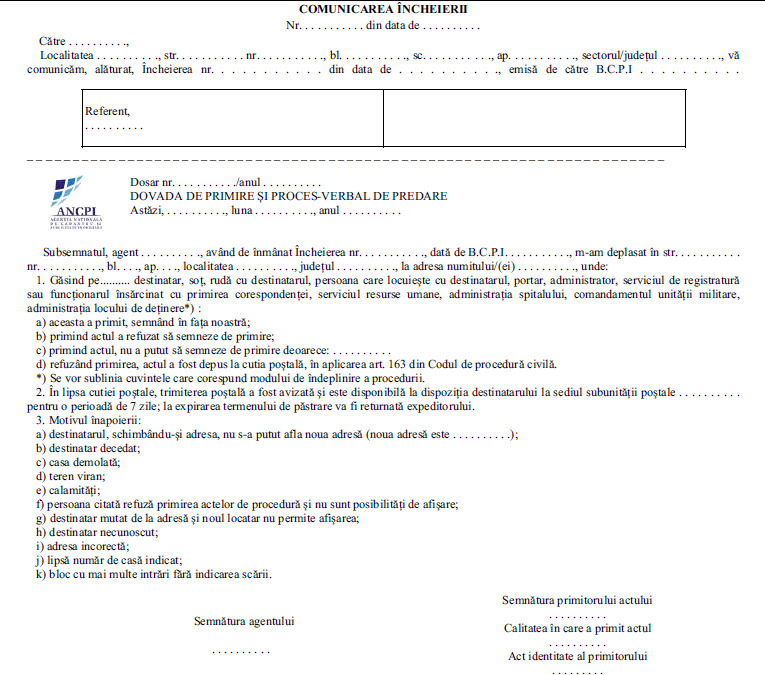 COMUNICAREA ÎNCHEIERII
Nr. . . . . . . . . . . din data de . . . . . . . . . .
Către . . . . . . . . . .,
Localitatea . . . . . . . . . ., str. . . . . . . . . . . . nr. . . . . . . . . . . ., bl. . . . . . . . . . . ., sc. . . . . . . . . . . ., ap. . . . . . . . . . . ., sectorul/județul . . . . . . . . . ., vă
comunicăm, alăturat, Încheierea nr. . . . . . . . . . . . din data de . . . . . . . . . ., emisă de către B.C.P.I . . . . . . . . . .
Referent,
. . . . . . . . . .
Dosar nr. . . . . . . . . . . ./anul . . . . . . . . . .
DOVADA DE PRIMIRE ȘI PROCES-VERBAL DE PREDARE
Astăzi, . . . . . . . . . ., luna . . . . . . . . . ., anul . . . . . . . . . .
ANCPI
AGENȚIA NAȚIONALĂ
DE CADASTRU ȘI
PUBLICITATE IMOBILIARĂ
Subsemnatul, agent . . . . . . . . . ., având de înmânat Încheierea nr. . . . . . . . . . . ., dată de B.C.P.I. . . . . . . . . . ., m-am deplasat în str. . . . . . . . . . . .
nr. . . . . . . . . . . ., bl. . . ., ap. . . ., localitatea . . . . . . . . . ., județul . . . . . . . . . ., la adresa numitului/(ei) . . . . . . . . . ., unde:
1. Găsind pe.......... destinatar, soț, rudă cu destinatarul, persoana care locuiește cu destinatarul, portar, administrator, serviciul de registratură
sau funcționarul însărcinat cu primirea corespondenței, serviciul resurse umane, administrația spitalului, comandamentul unității militare,
administrația locului de deținere*) :
a) aceasta a primit, semnând în fața noastră;
b) primind actul a refuzat să semneze de primire;
c) primind actul, nu a putut să semneze de primire deoarece: . . . . . . . . . .
d) refuzând primirea, actul a fost depus la cutia poștală, în aplicarea art. 163 din Codul de procedură civilă.
*) Se vor sublinia cuvintele care corespund modului de îndeplinire a procedurii.
2. În lipsa cutiei poștale, trimiterea poștală a fost avizată și este disponibilă la dispoziția destinatarului la sediul subunității poștale . . . . . . . . . .
pentru o perioadă de 7 zile; la expirarea termenului de păstrare va fi returnată expeditorului.
3. Motivul înapoierii:
a) destinatarul, schimbându-și adresa, nu s-a putut afla noua adresă (noua adresă este . . . . . . . . . .);
b) destinatar decedat;
c) casa demolată;
d) teren viran;
e) calamități;
f) persoana citată refuză primirea actelor de procedură și nu sunt posibilități de afișare;
g) destinatar mutat de la adresă și noul locatar nu permite afișarea;
h) destinatar necunoscut;
i) adresa incorectă;
j) lipsă număr de casă indicat;
k) bloc cu mai multe intrări fără indicarea scării.
Semnătura agentului
. . . . . . . . . .
Semnătura primitorului actului
. . . . . . . . . .
Calitatea în care a primit actul
. . . . . . . . . .
Act identitate al primitorului
. . . . . . . . .